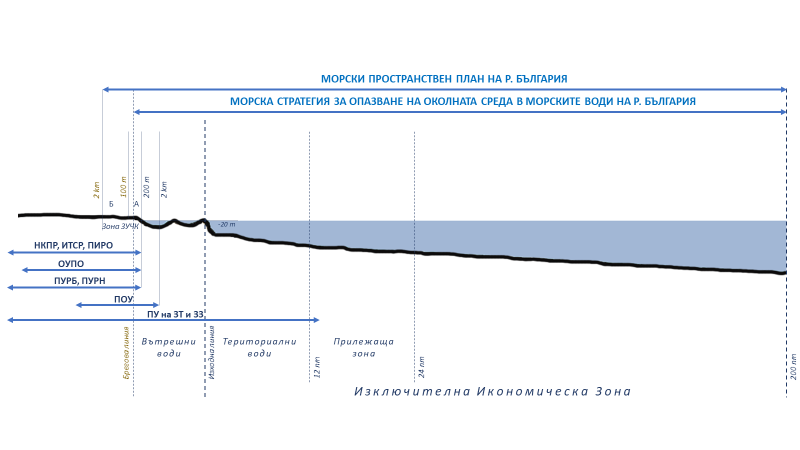 МОРСКИ ПРОСТРАНСТВЕН ПЛАН НА Р. БЪЛГАРИЯ
МОРСКА СТРАТЕГИЯ ЗА ОПАЗВАНЕ НА ОКОЛНАТА СРЕДА В МОРСКИТЕ ВОДИ НА Р. БЪЛГАРИЯ
2 km
100 m
200 m
2 km
Б
А
Зона ЗУЧК
-20 m
НКПР, ИТСР, ПИРО
ОУПО
ПУРБ, ПУРН
ПОУ
ПУ на ЗТ и ЗЗ
Брегова линия
Вътрешни
води
Изходна линия
Териториални
води
12 nm
Прилежаща
зона
24 nm
200 nm
Изключителна Икономическа Зона